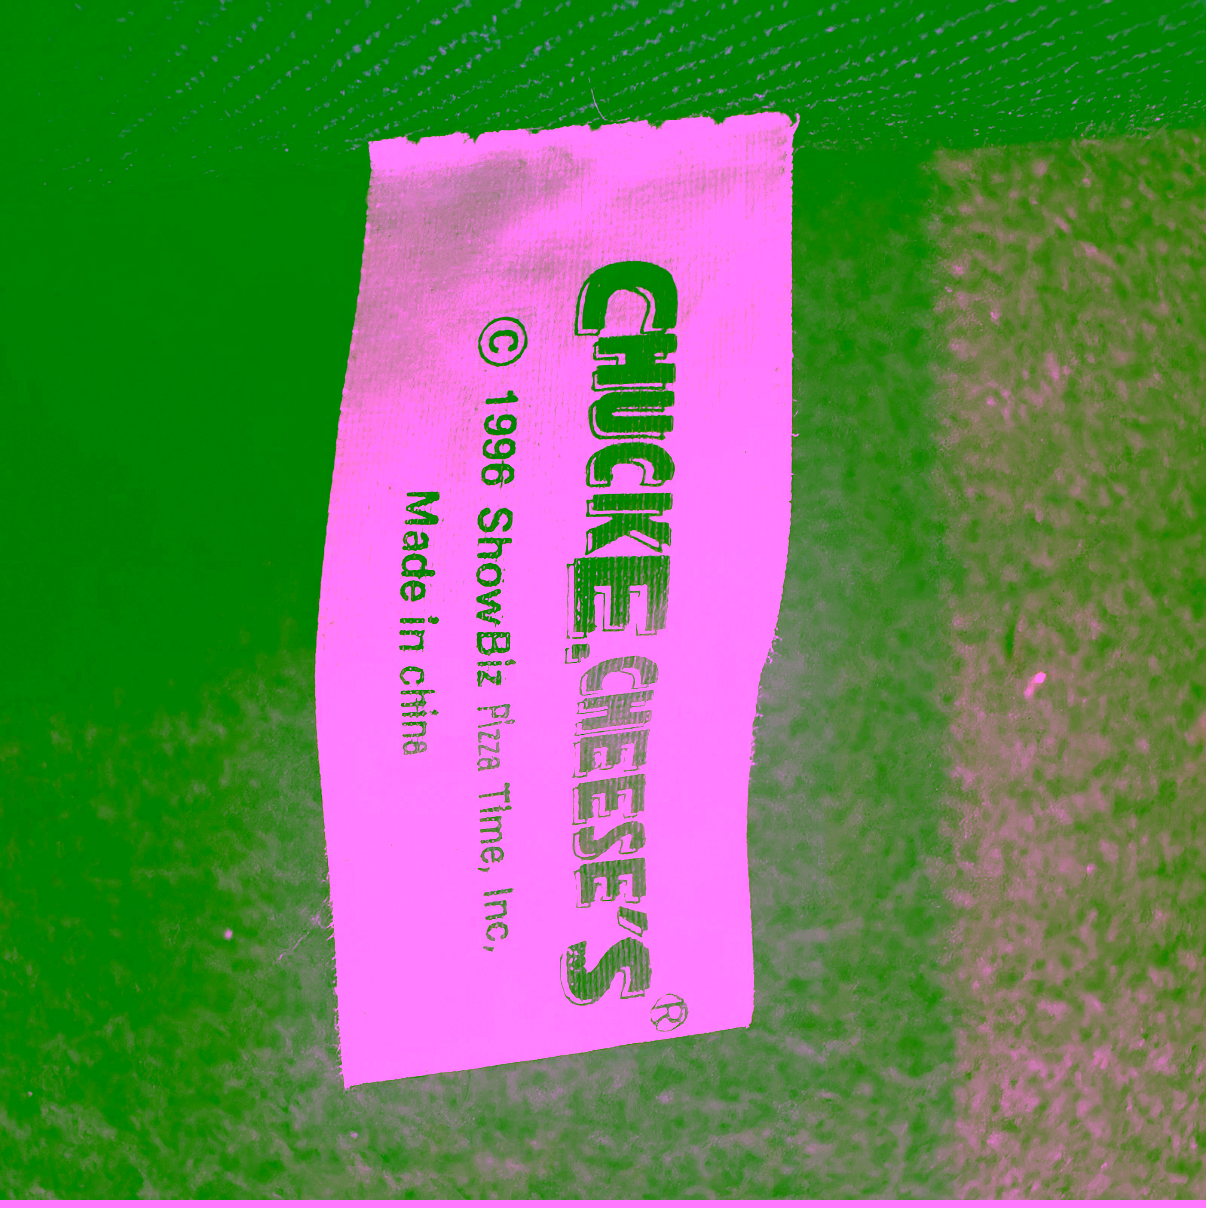 CHUCK E. CHEESE'S®
© 1996 ShowBiz Pizza Time, Inc,
Made in china